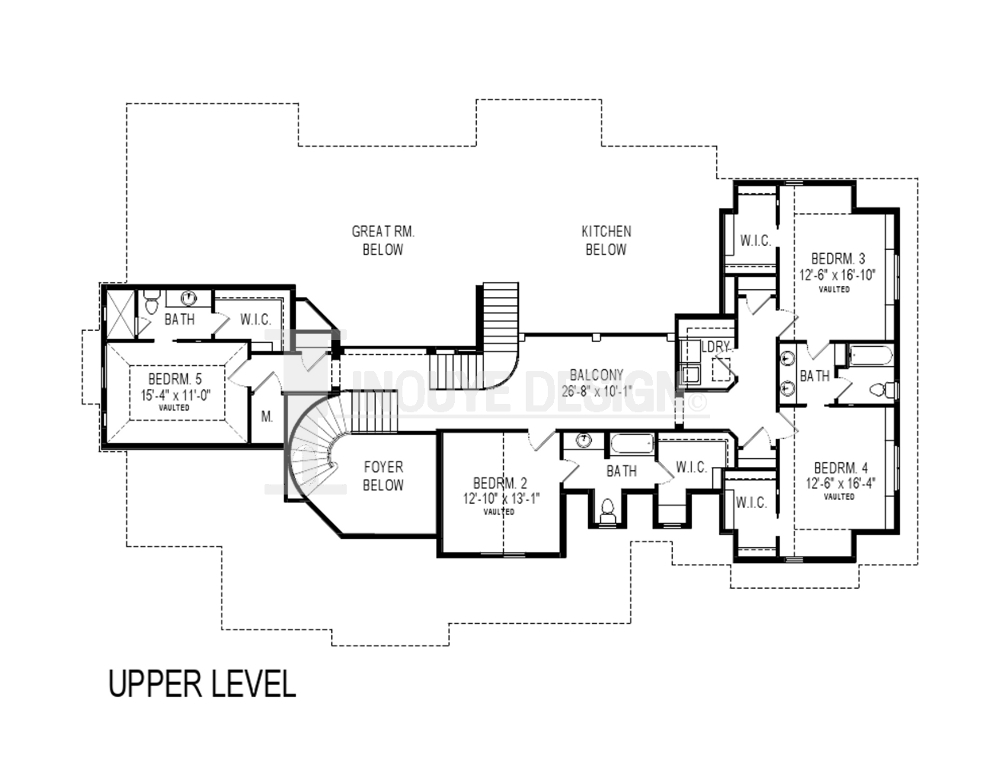 GREAT RM.
BELOW
KITCHEN
BELOW
W.I.C.
BEDRM. 3
12'-6" x 16'-10"
VAULTED
BATH
W.I.C.
LDRY.
BEDRM. 5
15'-4" x 11'-0"
VAULTED
M.
BALCONY
26'-8" x 10'-1"
INOUYE DESIGN ©
BATH
FOYER
BELOW
BEDRM. 2
12'-10" x 13'-1"
VAULTED
BATH
W.I.C.
BEDRM. 4
12'-6" x 16'-4"
VAULTED
W.I.C.
UPPER LEVEL